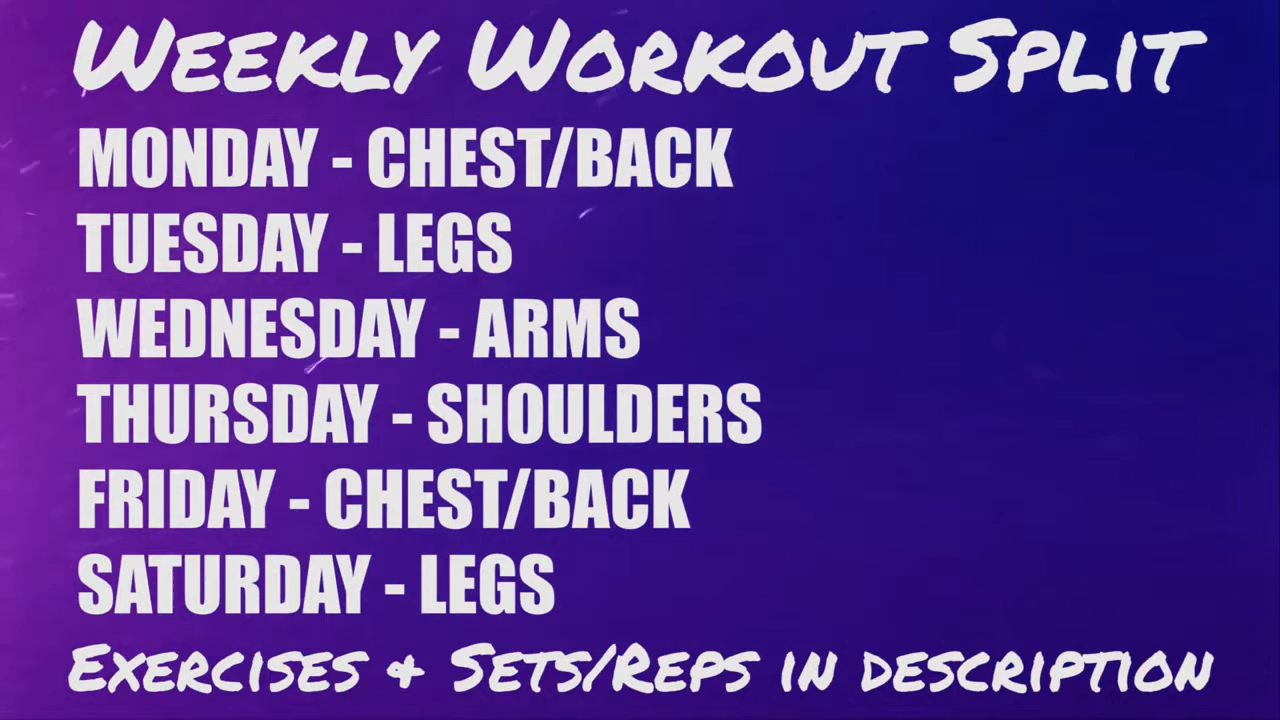 WEEKLY WORKOUT SPLIT
MONDAY - CHEST/BACK
TUESDAY - LEGS
WEDNESDAY - ARMS
THURSDAY - SHOULDERS
FRIDAY - CHEST/BACK
SATURDAY - LEGS
EXERCISES & SETS/REPS IN DESCRIPTION